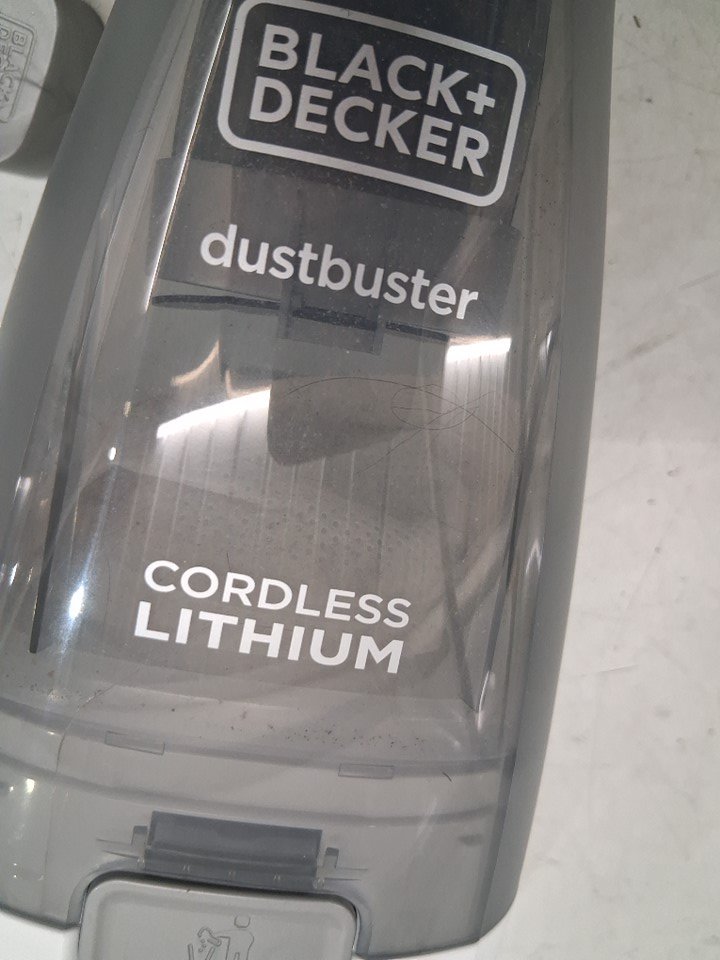 BLACK+
DECKER
dustbuster
CORDLESS
LITHIUM